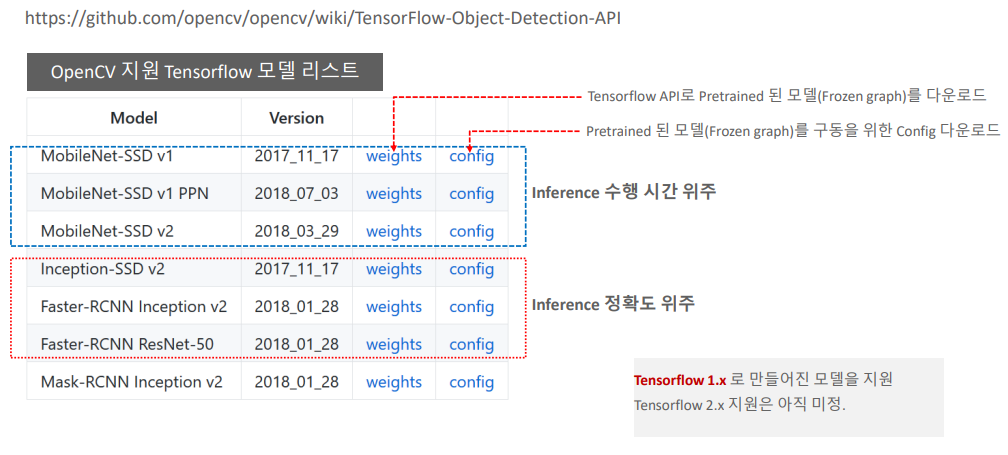 https://github.com/opencv/opencv/wiki/TensorFlow-Object-Detection-API
OpenCV 지원 Tensorflow 모델 리스트
Tensorflow API로 Pretrained 된 모델(Frozen graph)를 다운로드
Model Version
Pretrained 된 모델(Frozen graph)를 구동을 위한 Config 다운로드
MobileNet-SSD v1 2017_11_17 weights config
MobileNet-SSD v1 PPN 2018_07_03 weights config
Inference 수행 시간 위주
MobileNet-SSD v2 2018_03_29 weights config
Inception-SSD v2 2017_11_17 weights config
Faster-RCNN Inception v2 2018_01_28 weights config
Inference 정확도 위주
Faster-RCNN ResNet-50 2018_01_28 weights config
Mask-RCNN Inception v2 2018_01_28 weights config
Tensorflow 1.x 로 만들어진 모델을 지원
Tensorflow 2.x 지원은 아직 미정.